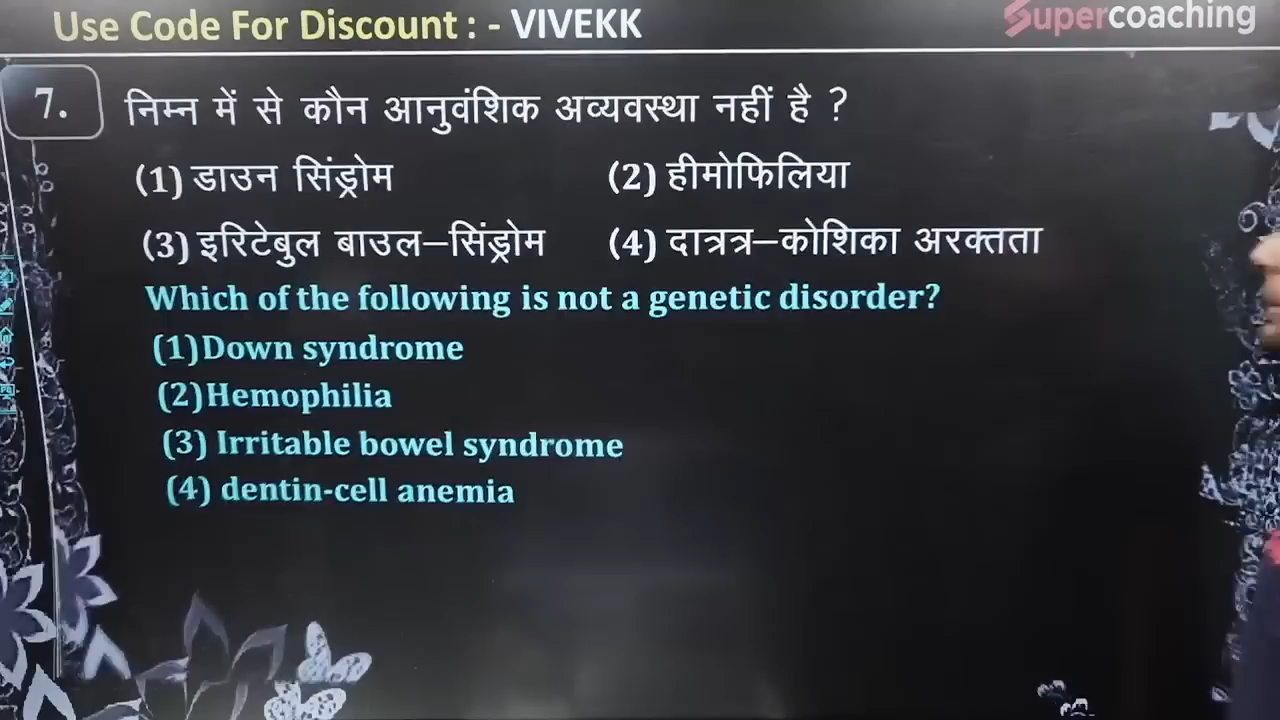 Use Code For Discount : - VIVEKK
Supercoaching
7. निम्न में से कौन आनुवंशिक अव्यवस्था नहीं है ?
(1) डाउन सिंड्रोम (2) हीमोफिलिया
(3) इरिटेबुल बाउल–सिंड्रोम (4) दात्रत्र–कोशिका अरक्तता
Which of the following is not a genetic disorder?
(1)Down syndrome
(2)Hemophilia
(3) Irritable bowel syndrome
(4) dentin-cell anemia